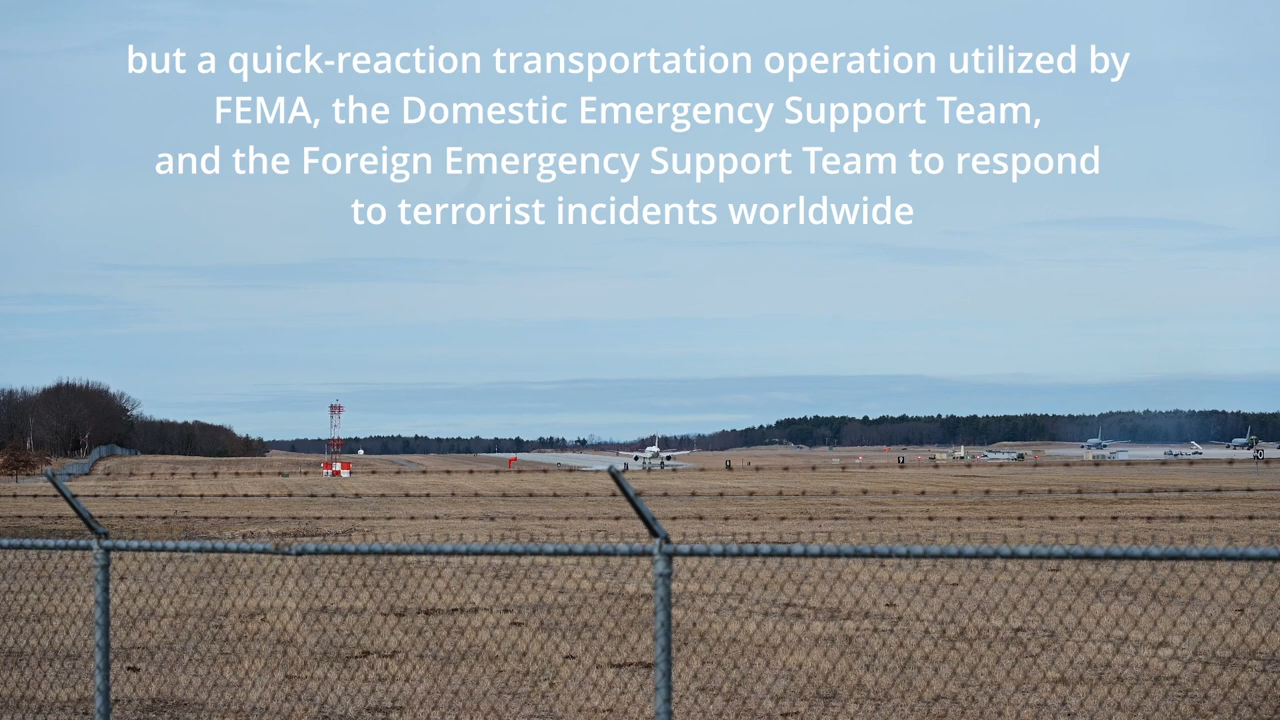 but a quick-reaction transportation operation utilized by
FEMA, the Domestic Emergency Support Team,
and the Foreign Emergency Support Team to respond
to terrorist incidents worldwide